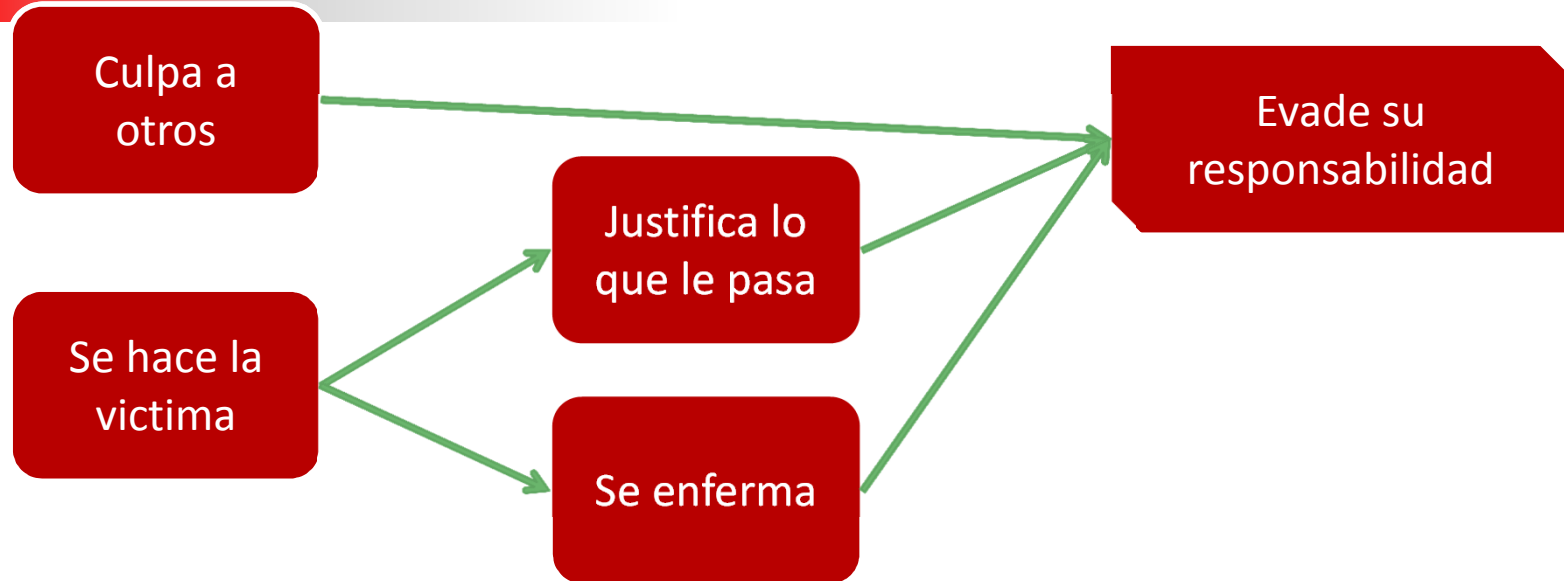 Culpa a
otros
Evade su
responsabilidad
Justifica lo
que le pasa
Se hace la
victima
Se enferma